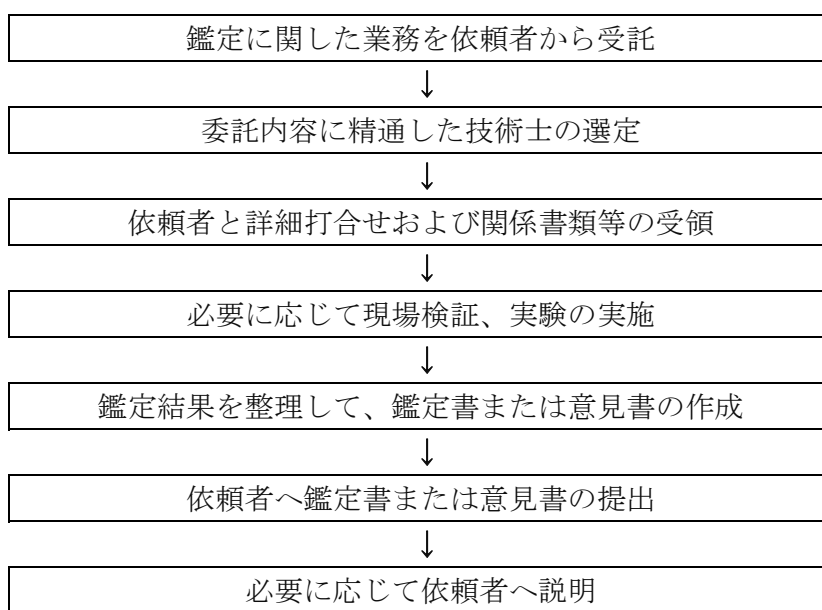 鑑定に関した業務を依頼者から受託
↓
委託内容に精通した技術士の選定
↓
依頼者と詳細打合せおよび関係書類等の受領
↓
必要に応じて現場検証、実験の実施
↓
鑑定結果を整理して、鑑定書または意見書の作成
↓
依頼者へ鑑定書または意見書の提出
↓
必要に応じて依頼者へ説明